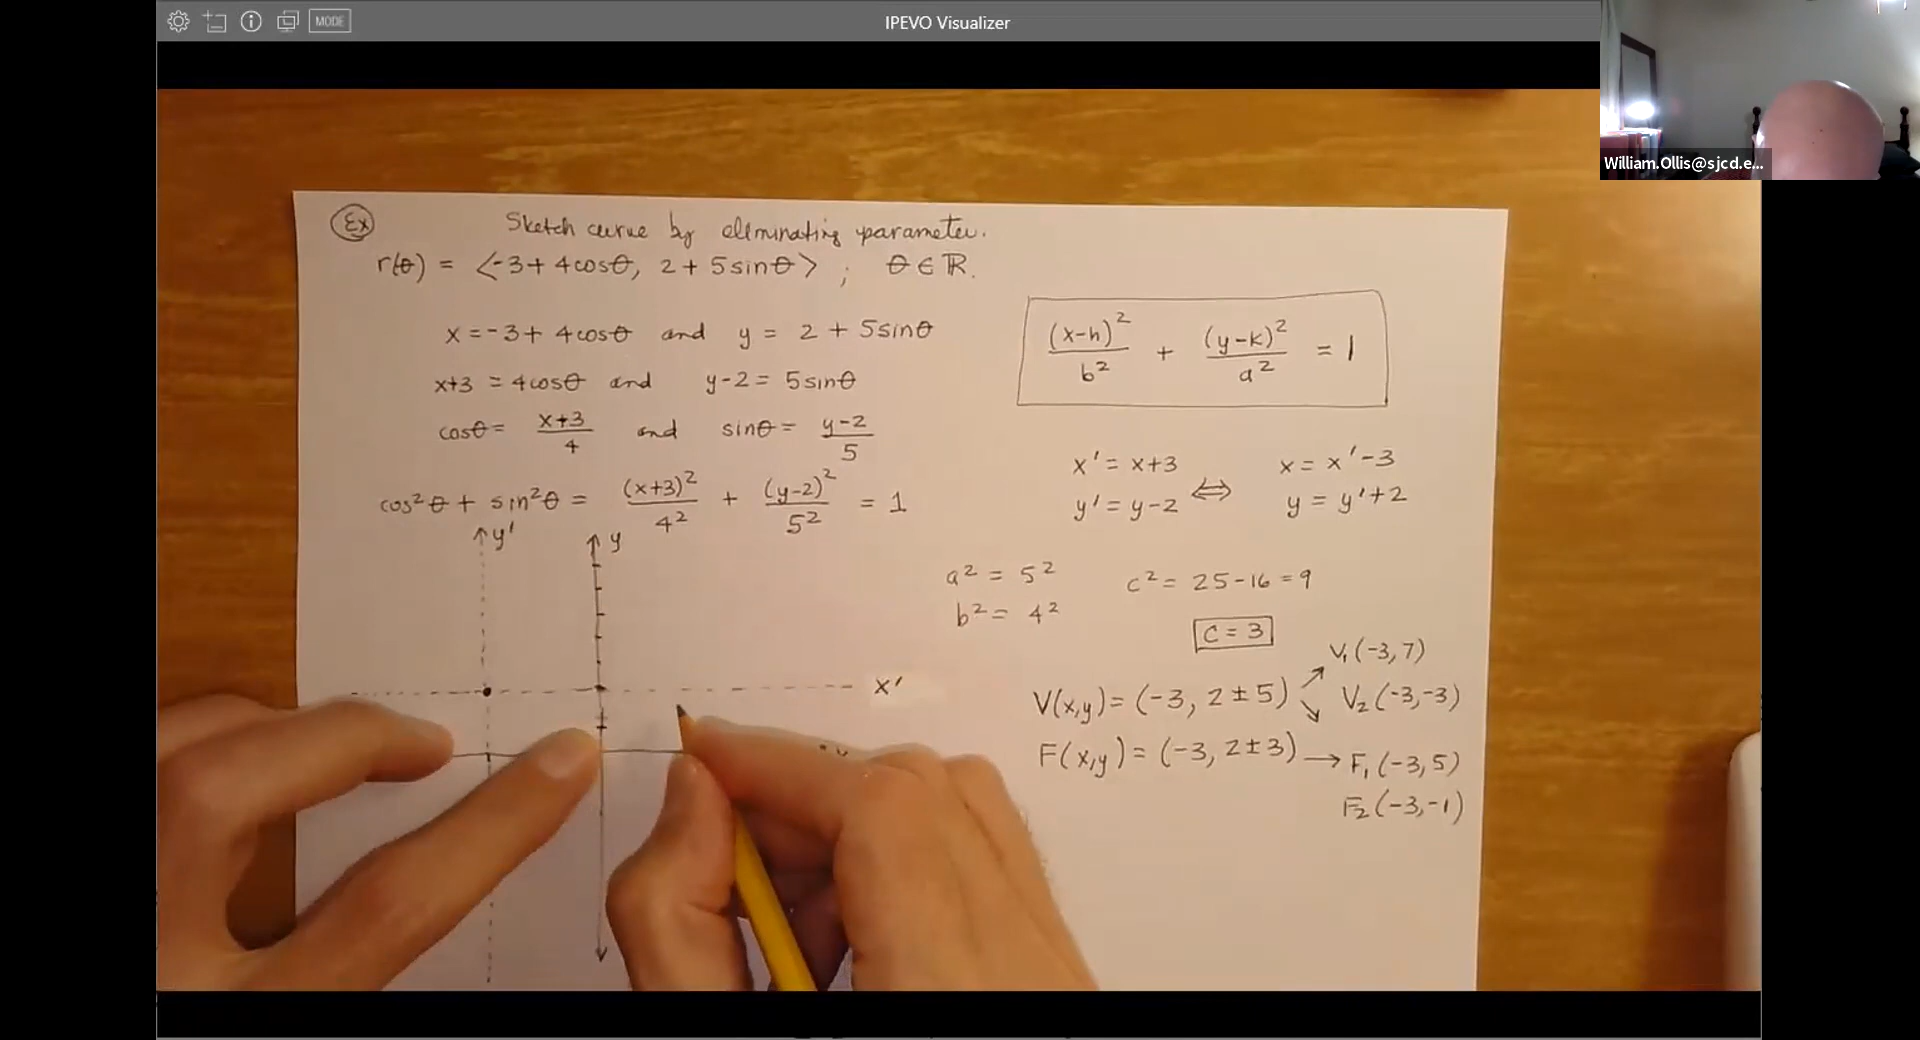 MODE
IPEVO Visualizer
William.Ollis@sjcd.e...
Ex
Sketch curve by eliminating parameter.
r(θ) = <-3+4cosθ, 2+5sinθ> ; θ∈ℝ.
x=-3+4cosθ and y = 2+5sinθ
x+3 = 4cosθ and y-2 = 5sinθ
cosθ = (x+3)/4 and sinθ = (y-2)/5
cos²θ + sin²θ = (x+3)²/4² + (y-2)²/5² = 1
y'
y
x'
(x-h)²/b² + (y-k)²/a² = 1
x' = x+3 ⇔ x = x'-3
y' = y-2 y = y'+2
a² = 5² c² = 25-16 = 9
b² = 4²
c = 3
V₁(-3,7)
V(x,y) = (-3, 2±5) V₂(-3,-3)
F(x,y) = (-3, 2±3) → F₁(-3,5)
F₂(-3,-1)